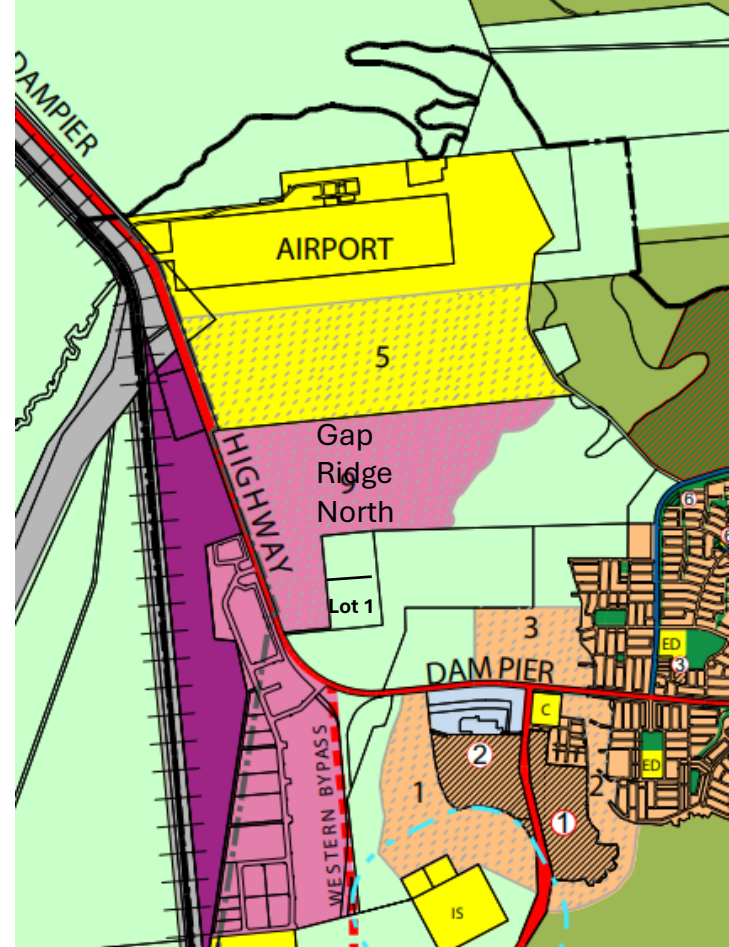 DAMPIER
AIRPORT
5
Gap
Ridge
9
North
HIGHWAY
Lot 1
6
3
ED
3
DAMPIER
C
2
ED
1
2
1
WESTERN BYPASS
IS